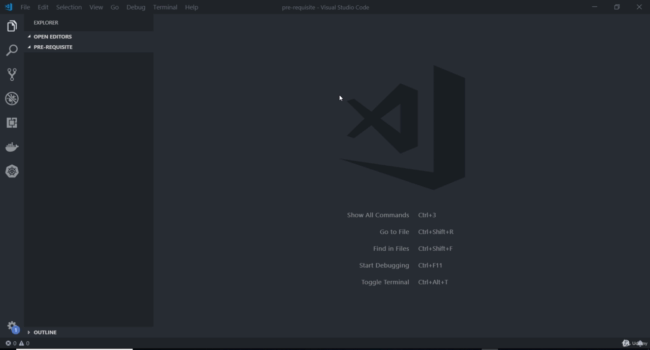 File Edit Selection View Go Debug Terminal Help
pre-requisite - Visual Studio Code
EXPLORER
OPEN EDITORS
PRE-REQUISITE
Show All Commands Ctrl+3
Go to File Ctrl+Shift+R
Find in Files Ctrl+Shift+F
Start Debugging Ctrl+F11
Toggle Terminal Ctrl+Alt+T
1
OUTLINE
0 0